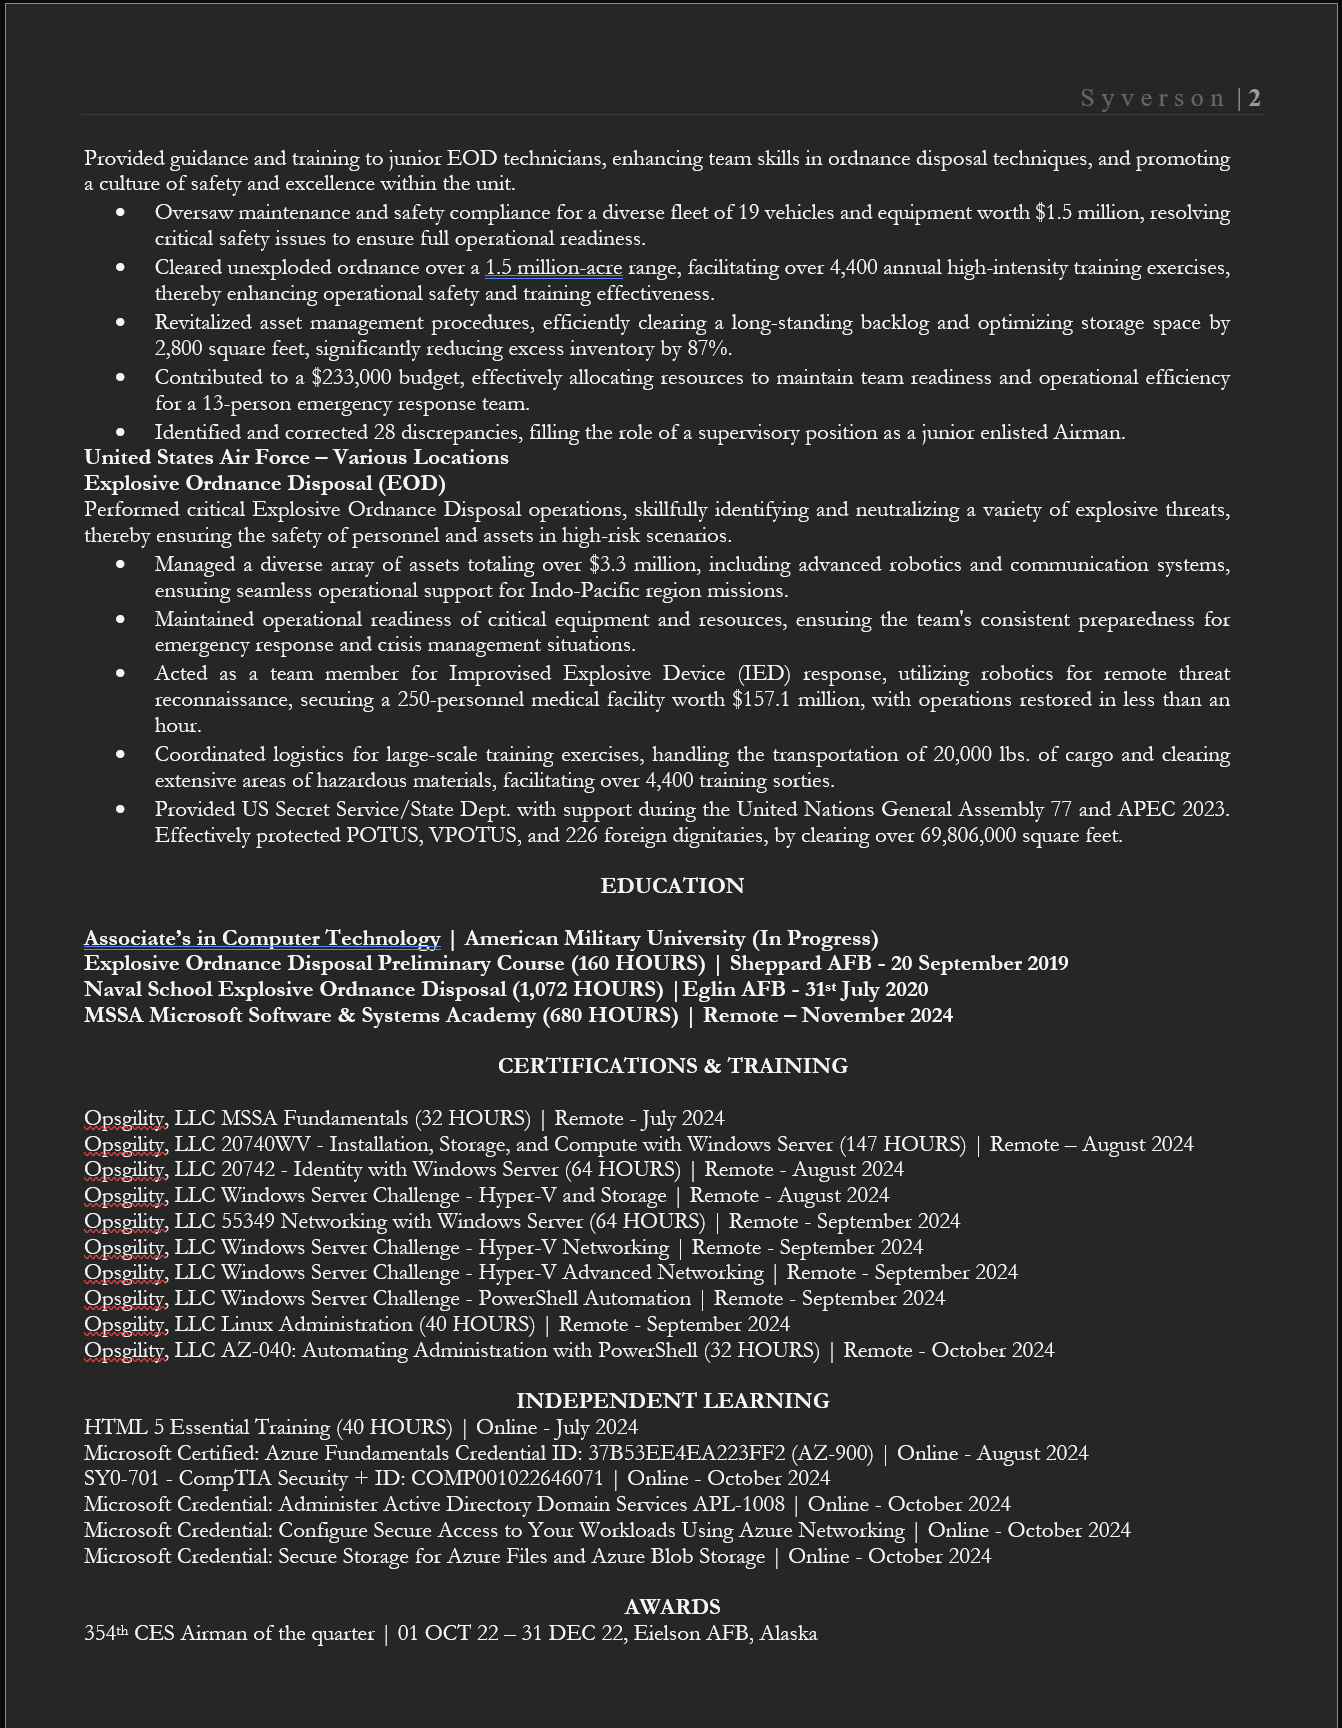 Syverson | 2
Provided guidance and training to junior EOD technicians, enhancing team skills in ordnance disposal techniques, and promoting
a culture of safety and excellence within the unit.
• Oversaw maintenance and safety compliance for a diverse fleet of 19 vehicles and equipment worth $1.5 million, resolving
critical safety issues to ensure full operational readiness.
• Cleared unexploded ordnance over a 1.5 million-acre range, facilitating over 4,400 annual high-intensity training exercises,
thereby enhancing operational safety and training effectiveness.
• Revitalized asset management procedures, efficiently clearing a long-standing backlog and optimizing storage space by
2,800 square feet, significantly reducing excess inventory by 87%.
• Contributed to a $233,000 budget, effectively allocating resources to maintain team readiness and operational efficiency
for a 13-person emergency response team.
• Identified and corrected 28 discrepancies, filling the role of a supervisory position as a junior enlisted Airman.
United States Air Force – Various Locations
Explosive Ordnance Disposal (EOD)
Performed critical Explosive Ordnance Disposal operations, skillfully identifying and neutralizing a variety of explosive threats,
thereby ensuring the safety of personnel and assets in high-risk scenarios.
• Managed a diverse array of assets totaling over $3.3 million, including advanced robotics and communication systems,
ensuring seamless operational support for Indo-Pacific region missions.
• Maintained operational readiness of critical equipment and resources, ensuring the team's consistent preparedness for
emergency response and crisis management situations.
• Acted as a team member for Improvised Explosive Device (IED) response, utilizing robotics for remote threat
reconnaissance, securing a 250-personnel medical facility worth $157.1 million, with operations restored in less than an
hour.
• Coordinated logistics for large-scale training exercises, handling the transportation of 20,000 lbs. of cargo and clearing
extensive areas of hazardous materials, facilitating over 4,400 training sorties.
• Provided US Secret Service/State Dept. with support during the United Nations General Assembly 77 and APEC 2023.
Effectively protected POTUS, VPOTUS, and 226 foreign dignitaries, by clearing over 69,806,000 square feet.
EDUCATION
Associate’s in Computer Technology | American Military University (In Progress)
Explosive Ordnance Disposal Preliminary Course (160 HOURS) | Sheppard AFB - 20 September 2019
Naval School Explosive Ordnance Disposal (1,072 HOURS) |Eglin AFB - 31st July 2020
MSSA Microsoft Software & Systems Academy (680 HOURS) | Remote – November 2024
CERTIFICATIONS & TRAINING
Opsgility, LLC MSSA Fundamentals (32 HOURS) | Remote - July 2024
Opsgility, LLC 20740WV - Installation, Storage, and Compute with Windows Server (147 HOURS) | Remote – August 2024
Opsgility, LLC 20742 - Identity with Windows Server (64 HOURS) | Remote - August 2024
Opsgility, LLC Windows Server Challenge - Hyper-V and Storage | Remote - August 2024
Opsgility, LLC 55349 Networking with Windows Server (64 HOURS) | Remote - September 2024
Opsgility, LLC Windows Server Challenge - Hyper-V Networking | Remote - September 2024
Opsgility, LLC Windows Server Challenge - Hyper-V Advanced Networking | Remote - September 2024
Opsgility, LLC Windows Server Challenge - PowerShell Automation | Remote - September 2024
Opsgility, LLC Linux Administration (40 HOURS) | Remote - September 2024
Opsgility, LLC AZ-040: Automating Administration with PowerShell (32 HOURS) | Remote - October 2024
INDEPENDENT LEARNING
HTML 5 Essential Training (40 HOURS) | Online - July 2024
Microsoft Certified: Azure Fundamentals Credential ID: 37B53EE4EA223FF2 (AZ-900) | Online - August 2024
SY0-701 - CompTIA Security + ID: COMP001022646071 | Online - October 2024
Microsoft Credential: Administer Active Directory Domain Services APL-1008 | Online - October 2024
Microsoft Credential: Configure Secure Access to Your Workloads Using Azure Networking | Online - October 2024
Microsoft Credential: Secure Storage for Azure Files and Azure Blob Storage | Online - October 2024
AWARDS
354th CES Airman of the quarter | 01 OCT 22 – 31 DEC 22, Eielson AFB, Alaska